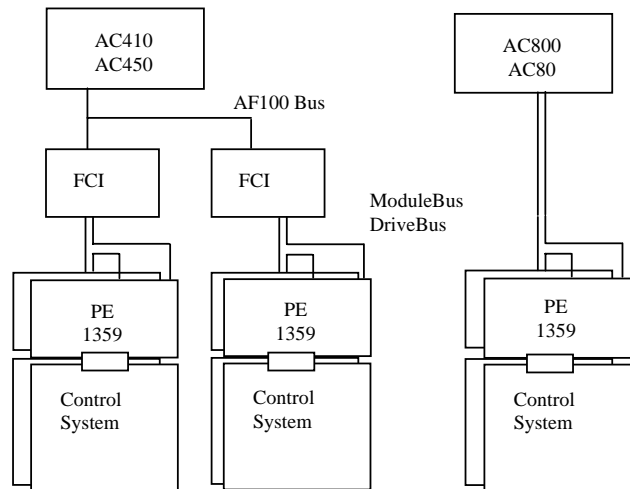 AC410
AC450
AC800
AC80
AF100 Bus
FCI
FCI
ModuleBus
DriveBus
PE
1359
PE
1359
PE
1359
Control
System
Control
System
Control
System